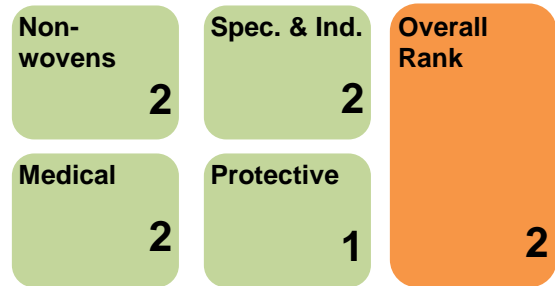 Non-
wovens
2
Spec. & Ind.
2
Overall
Rank
2
Medical
2
Protective
1